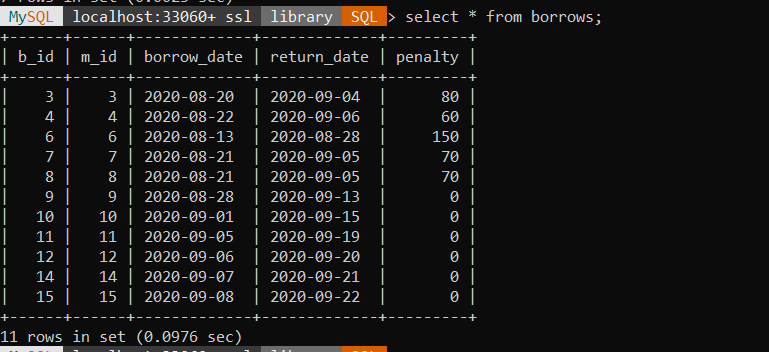 MySQL localhost:33060+ ssl library SQL > select * from borrows;
+------+------+-------------+-------------+---------+
| b_id | m_id | borrow_date | return_date | penalty |
+------+------+-------------+-------------+---------+
| 3 | 3 | 2020-08-20 | 2020-09-04 | 80 |
| 4 | 4 | 2020-08-22 | 2020-09-06 | 60 |
| 6 | 6 | 2020-08-13 | 2020-08-28 | 150 |
| 7 | 7 | 2020-08-21 | 2020-09-05 | 70 |
| 8 | 8 | 2020-08-21 | 2020-09-05 | 70 |
| 9 | 9 | 2020-08-28 | 2020-09-13 | 0 |
| 10 | 10 | 2020-09-01 | 2020-09-15 | 0 |
| 11 | 11 | 2020-09-05 | 2020-09-19 | 0 |
| 12 | 12 | 2020-09-06 | 2020-09-20 | 0 |
| 14 | 14 | 2020-09-07 | 2020-09-21 | 0 |
| 15 | 15 | 2020-09-08 | 2020-09-22 | 0 |
+------+------+-------------+-------------+---------+
11 rows in set (0.0976 sec)